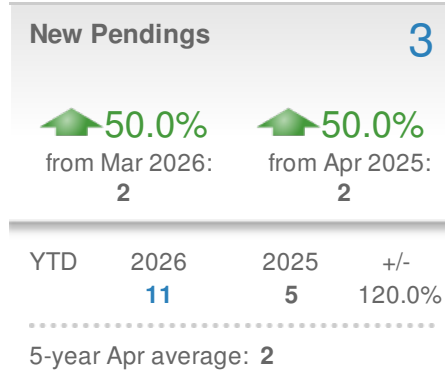 New Pendings 3
50.0% 50.0%
from Mar 2026: from Apr 2025:
2 2
YTD 2026 2025 +/-
11 5 120.0%
5-year Apr average: 2